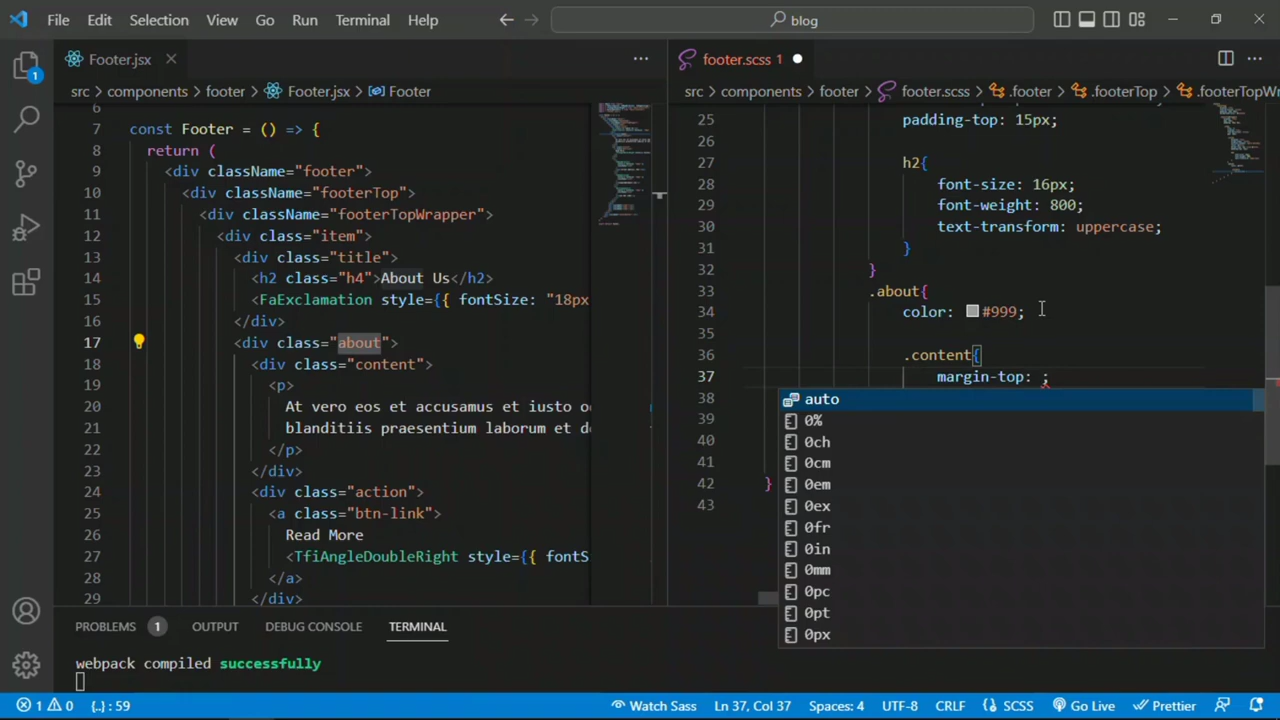 File Edit Selection View Go Run Terminal Help blog
Footer.jsx
footer.scss 1
src components footer Footer.jsx Footer
src components footer footer.scss .footer .footerTop .footerTopWr
6
7 const Footer = () => {
8 return (
9 <div className="footer">
10 <div className="footerTop">
11 <div className="footerTopWrapper">
12 <div class="item">
13 <div class="title">
14 <h2 class="h4">About Us</h2>
15 <FaExclamation style={{ fontSize: "18px
16 </div>
17 <div class="about">
18 <div class="content">
19 <p>
20 At vero eos et accusamus et iusto o
21 blanditiis praesentium laborum et d
22 </p>
23 </div>
24 <div class="action">
25 <a class="btn-link">
26 Read More
27 <TfiAngleDoubleRight style={{ fontS
28 </a>
29 </div>
25 padding-top: 15px;
26
27 h2{
28 font-size: 16px;
29 font-weight: 800;
30 text-transform: uppercase;
31 }
32 }
33 .about{
34 color: #999;
35
36 .content{
37 margin-top: ;
38
39
40
41
42 }
43
auto
0%
0ch
0cm
0em
0ex
0fr
0in
0mm
0pc
0pt
0px
PROBLEMS 1 OUTPUT DEBUG CONSOLE TERMINAL
webpack compiled successfully
1 0 {..} : 59 Watch Sass Ln 37, Col 37 Spaces: 4 UTF-8 CRLF SCSS Go Live Prettier